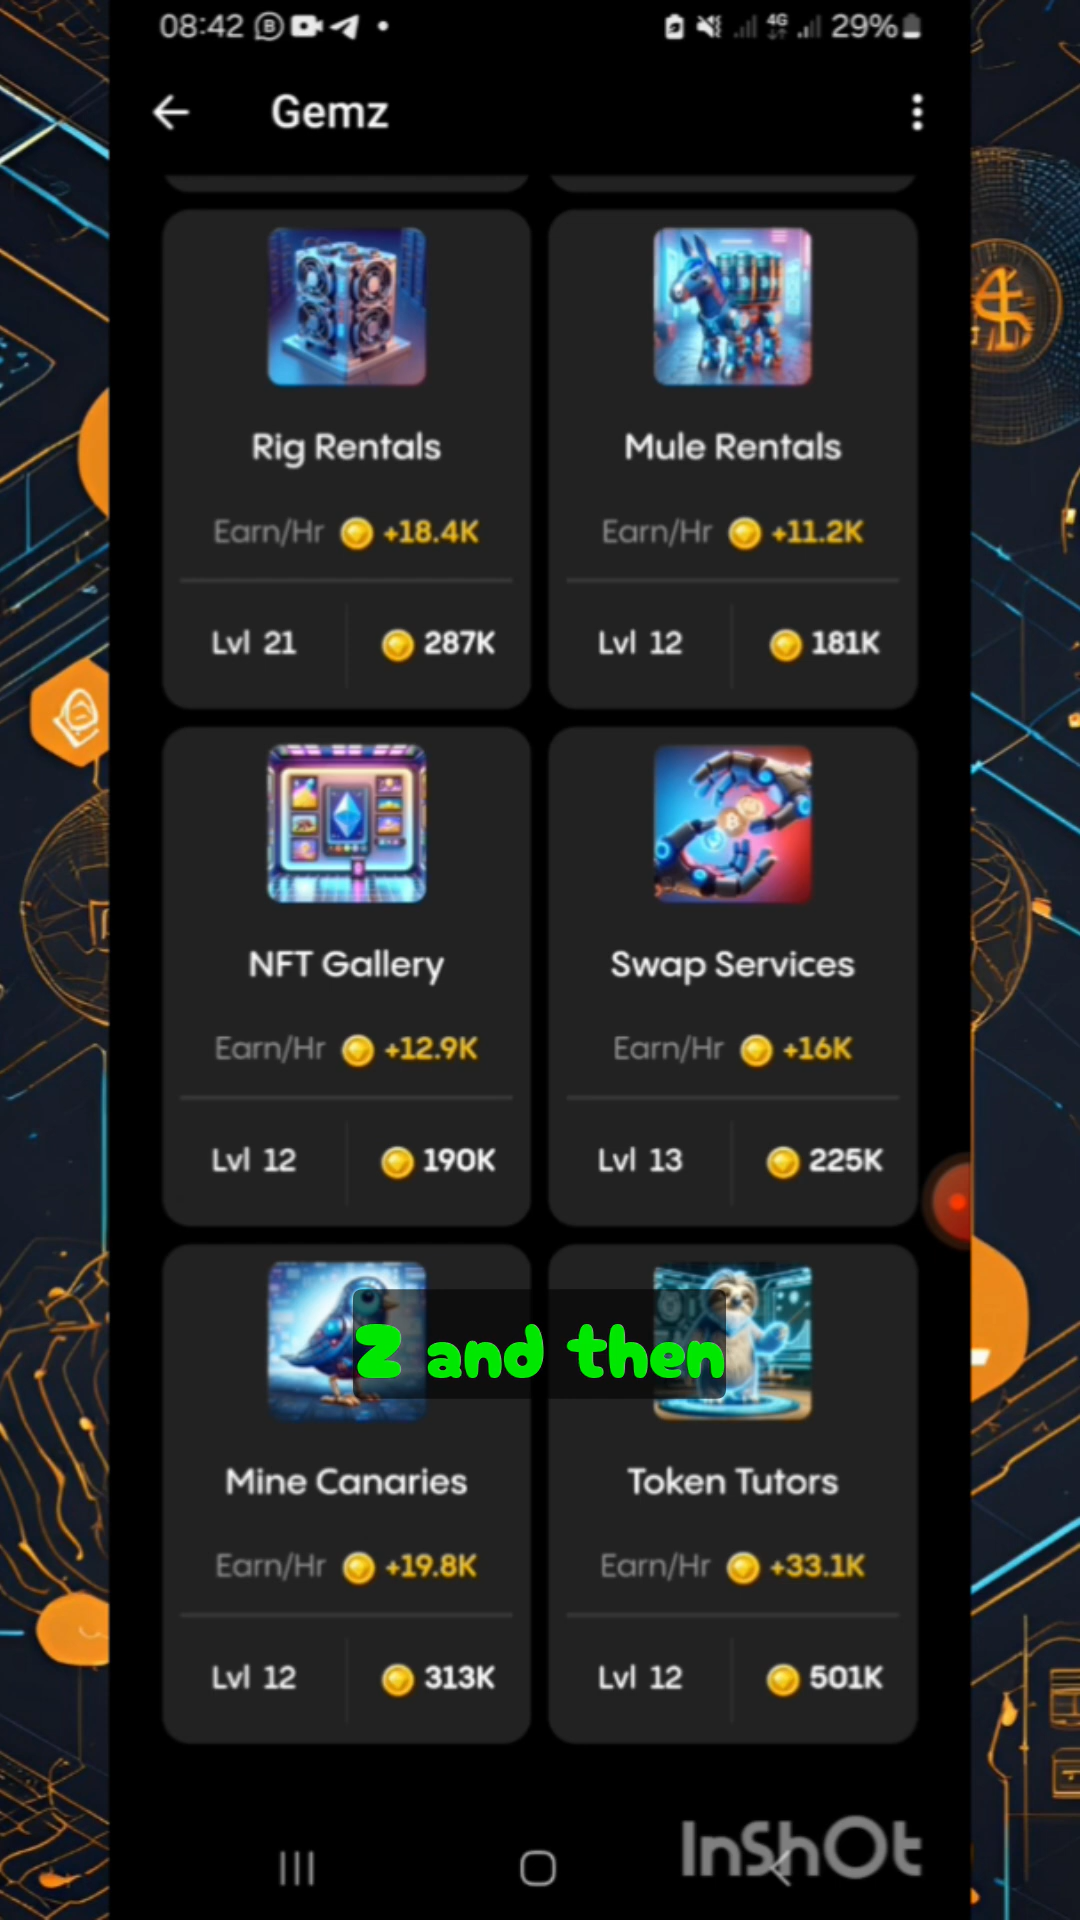 08:42 4G 29%
Gemz
Rig Rentals Mule Rentals
Earn/Hr +18.4K Earn/Hr +11.2K
Lvl 21 287K Lvl 12 181K
NFT Gallery Swap Services
Earn/Hr +12.9K Earn/Hr +16K
Lvl 12 190K Lvl 13 225K
Z and then
Mine Canaries Token Tutors
Earn/Hr +19.8K Earn/Hr +33.1K
Lvl 12 313K Lvl 12 501K
InShOt